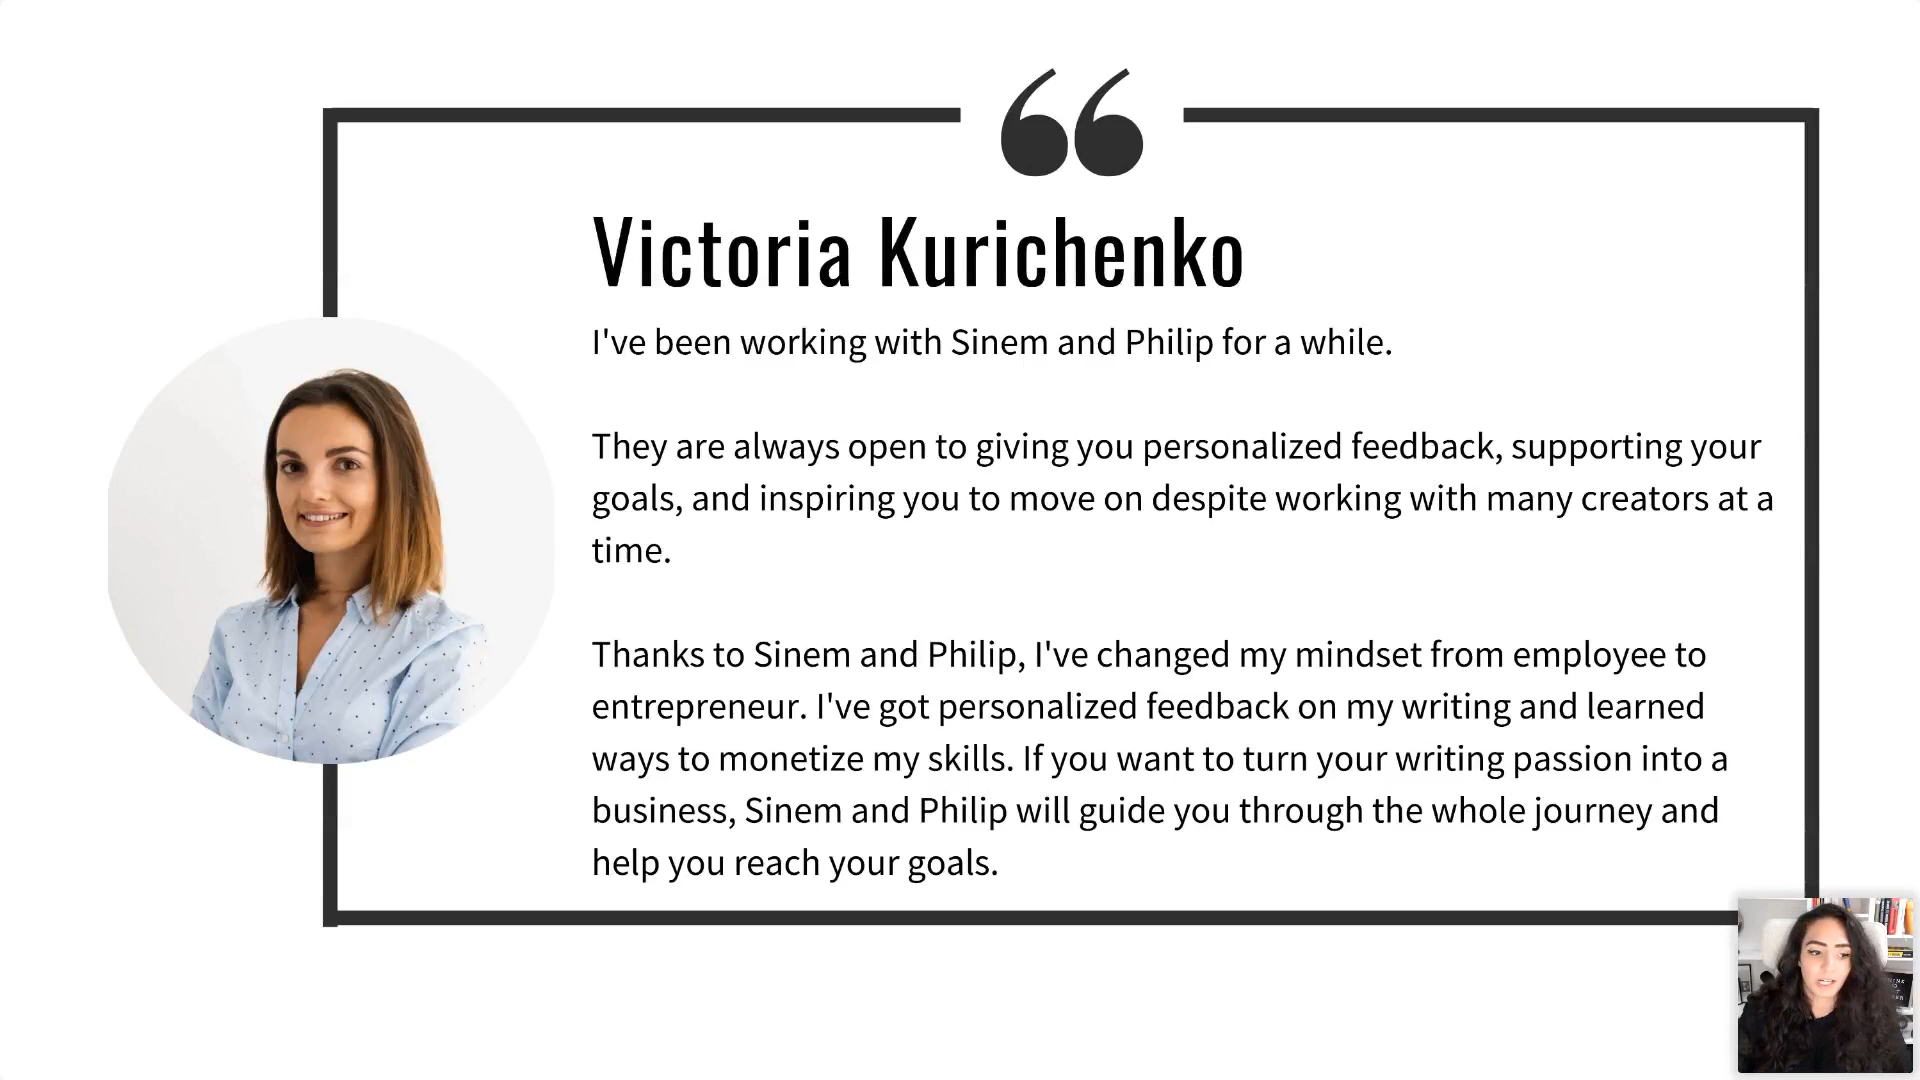 “
Victoria Kurichenko
I've been working with Sinem and Philip for a while.
They are always open to giving you personalized feedback, supporting your
goals, and inspiring you to move on despite working with many creators at a
time.
Thanks to Sinem and Philip, I've changed my mindset from employee to
entrepreneur. I've got personalized feedback on my writing and learned
ways to monetize my skills. If you want to turn your writing passion into a
business, Sinem and Philip will guide you through the whole journey and
help you reach your goals.